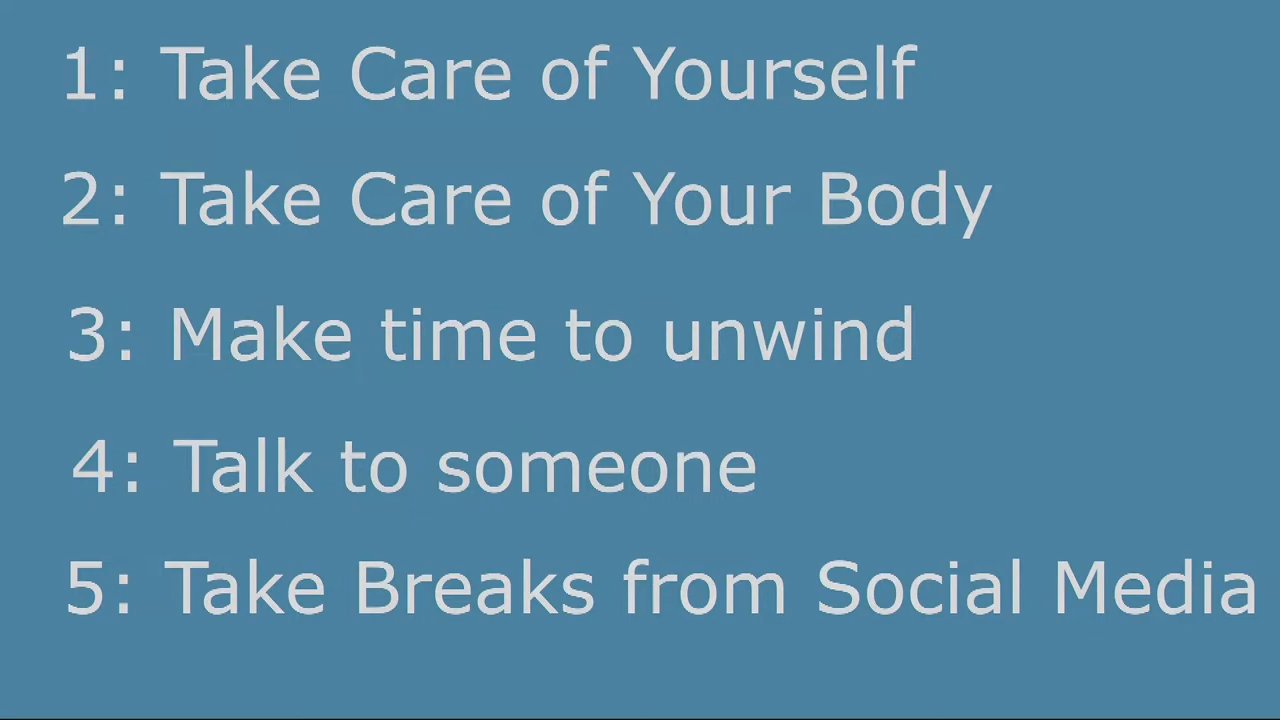 1: Take Care of Yourself
2: Take Care of Your Body
3: Make time to unwind
4: Talk to someone
5: Take Breaks from Social Media